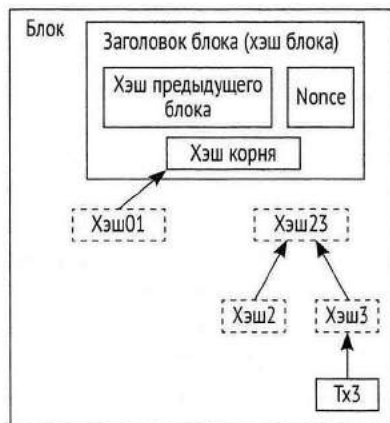 Блок
Заголовок блока (хэш блока)
Хэш предыдущего
блока
Nonce
Хэш корня
Хэш01
Хэш23
Хэш2
Хэш3
Tx3